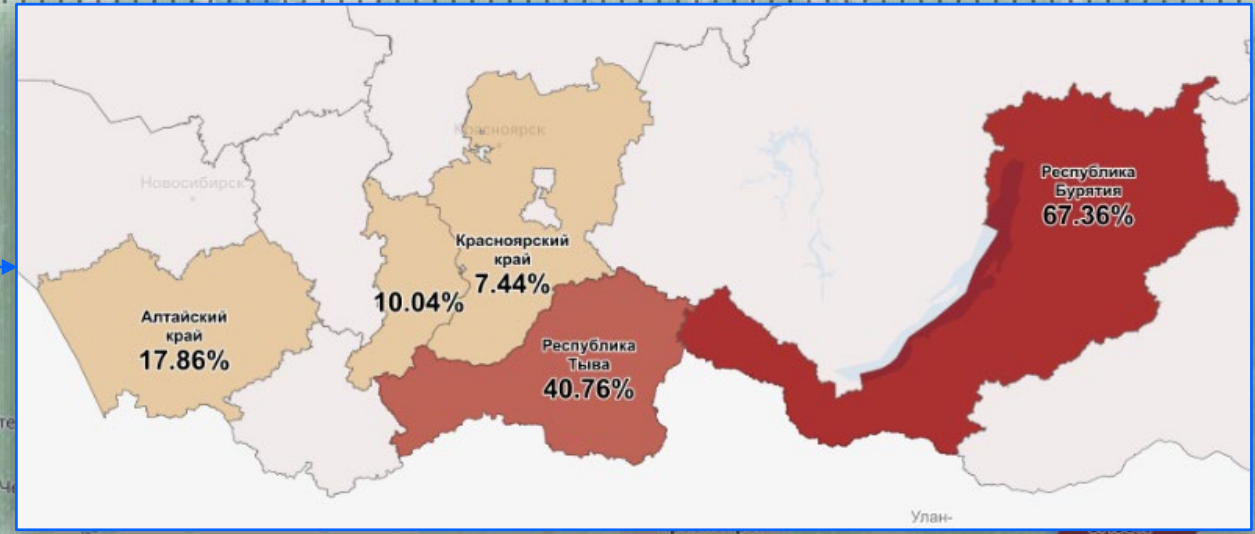 Красноярск
Новосибирск
Республика
Бурятия
67.36%
Красноярский
край
7.44%
10.04%
Алтайский
край
17.86%
Республика
Тыва
40.76%
Улан-